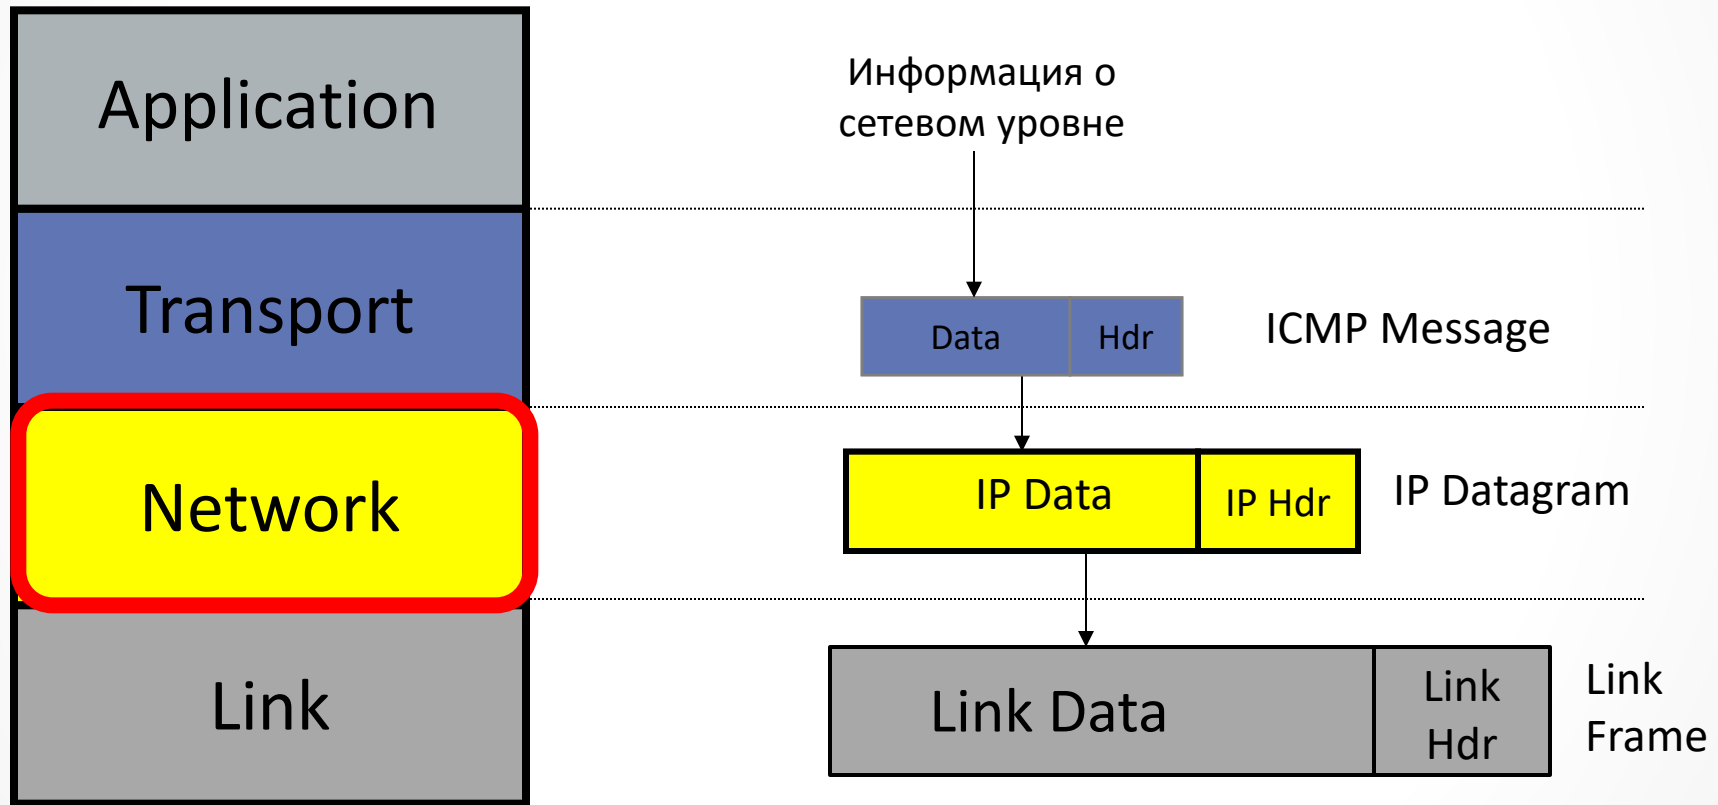 Application
Информация о
сетевом уровне
Transport
Data
Hdr
ICMP Message
Network
IP Data
IP Hdr
IP Datagram
Link
Link Data
Link
Hdr
Link
Frame